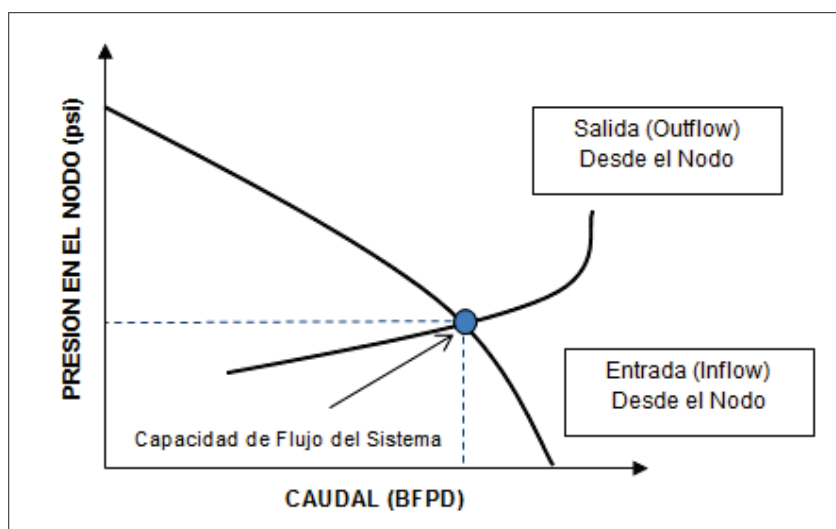 PRESION EN EL NODO (psi)
Salida (Outflow)
Desde el Nodo
Entrada (Inflow)
Desde el Nodo
Capacidad de Flujo del Sistema
CAUDAL (BFPD)